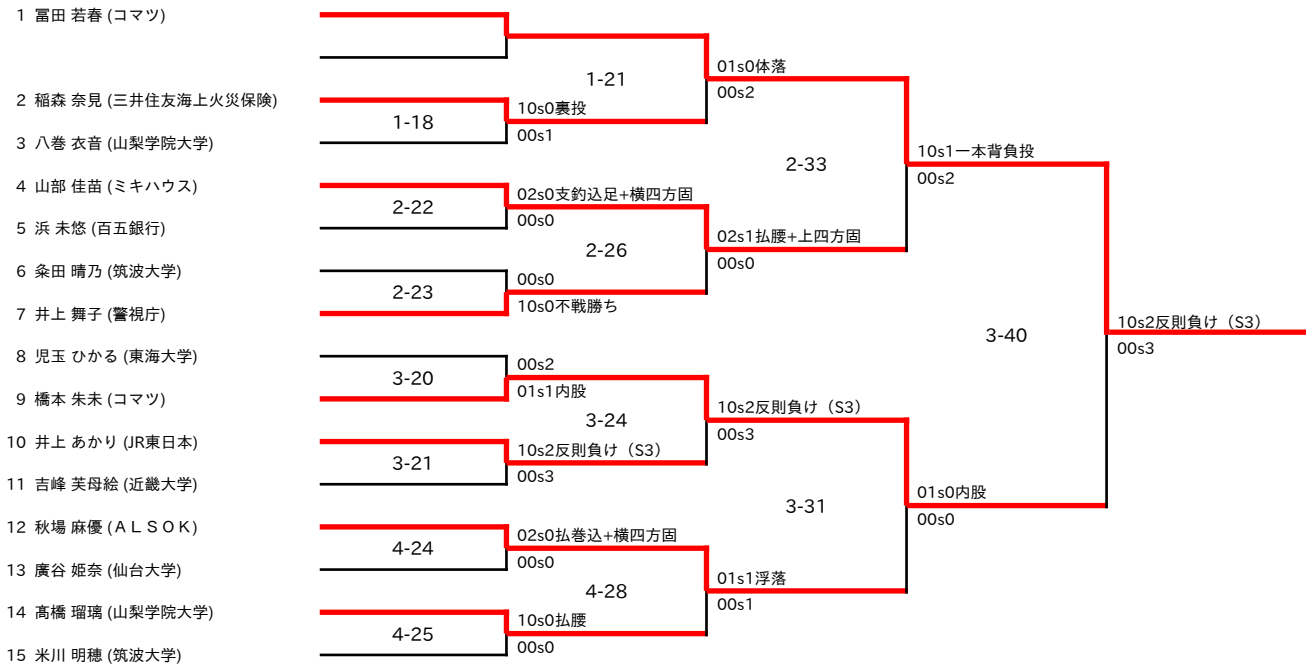 1 冨田 若春 (コマツ)
2 稲森 奈見 (三井住友海上火災保険)
3 八巻 衣音 (山梨学院大学)
4 山部 佳苗 (ミキハウス)
5 浜 未悠 (百五銀行)
6 粂田 晴乃 (筑波大学)
7 井上 舞子 (警視庁)
8 児玉 ひかる (東海大学)
9 橋本 朱未 (コマツ)
10 井上 あかり (JR東日本)
11 吉峰 芙母絵 (近畿大学)
12 秋場 麻優 (ＡＬＳＯＫ)
13 廣谷 姫奈 (仙台大学)
14 髙橋 瑠璃 (山梨学院大学)
15 米川 明穂 (筑波大学)
1-18
2-22
2-23
3-20
3-21
4-24
4-25
10s0裏投
00s1
02s0支釣込足+横四方固
00s0
00s0
10s0不戦勝ち
00s2
01s1内股
10s2反則負け（S3）
00s3
02s0払巻込+横四方固
00s0
10s0払腰
00s0
1-21
2-26
3-24
4-28
01s0体落
00s2
02s1払腰+上四方固
00s0
10s2反則負け（S3）
00s3
01s1浮落
00s1
2-33
3-31
10s1一本背負投
00s2
01s0内股
00s0
3-40
10s2反則負け（S3）
00s3